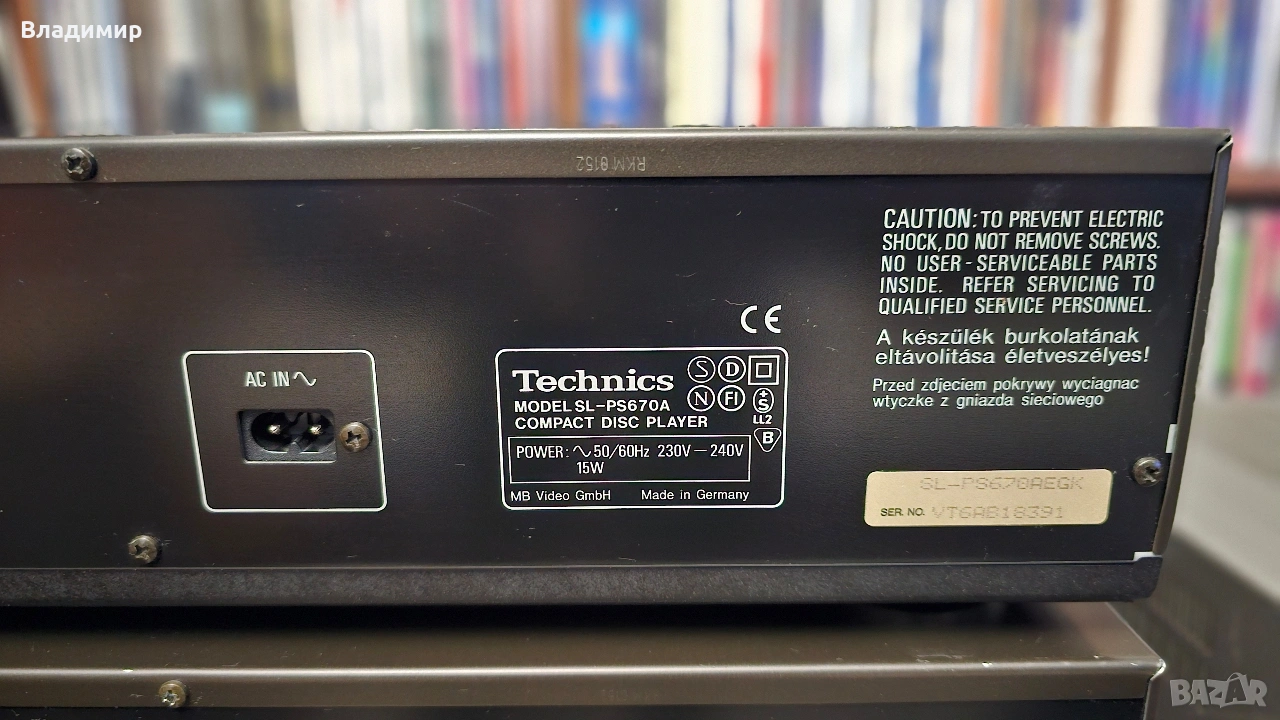 Владимир
RKM 0152
CAUTION: TO PREVENT ELECTRIC
SHOCK, DO NOT REMOVE SCREWS.
NO USER-SERVICEABLE PARTS
INSIDE. REFER SERVICING TO
QUALIFIED SERVICE PERSONNEL.
A készülék burkolatának
eltávolitása életveszélyes!
Przed zdjeciem pokrywy wyciagnac
wtyczke z gniazda sieciowego
CE
AC IN
Technics
S D
N FI
+S
LL2
B
MODEL SL-PS670A
COMPACT DISC PLAYER
POWER: 50/60Hz 230V-240V
15W
MB Video GmbH Made in Germany
SL-PS670AEGK
SER. NO. VT6AB18391
BAZAR